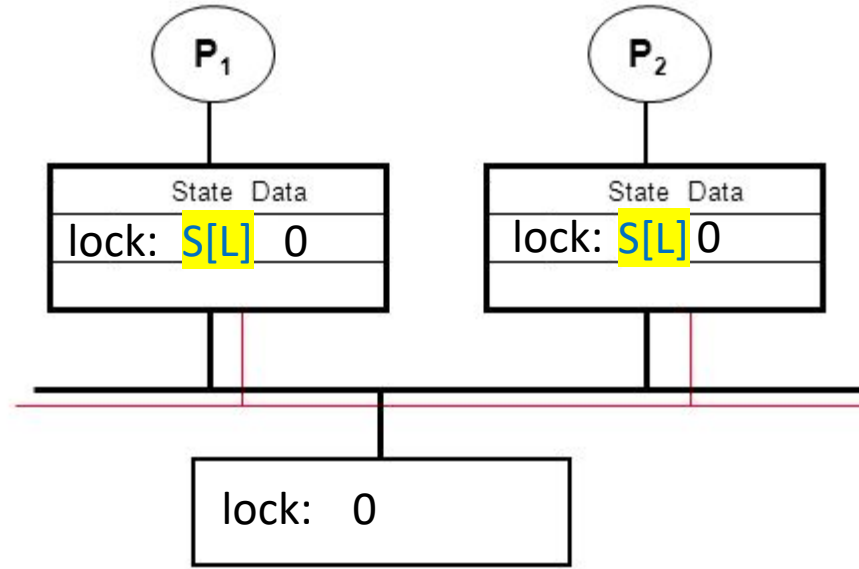 P₁ P₂
State Data State Data
lock: S[L] 0 lock: S[L] 0
lock: 0